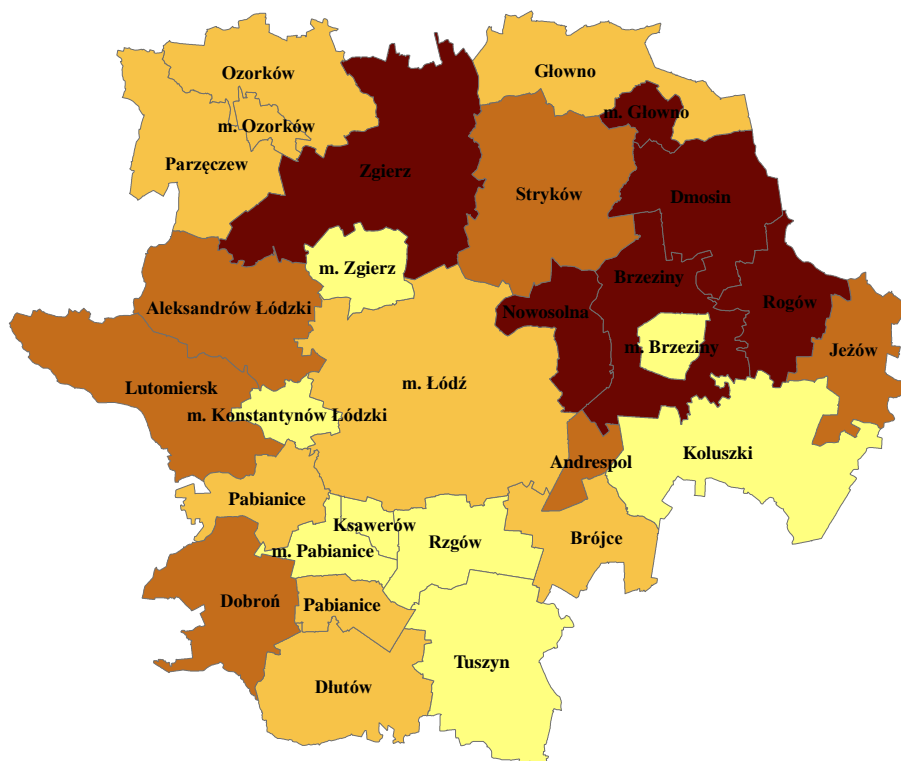 Ozorków
Głowno
m. Ozorków
m. Głowno
Parzęczew
Zgierz
Stryków
Dmosin
m. Zgierz
Brzeziny
Aleksandrów Łódzki
Nowosolna
Rogów
m. Brzeziny
Jeżów
Lutomiersk
m. Łódź
m. Konstantynów Łódzki
Koluszki
Andrespol
Pabianice
Ksawerów
Rzgów
Brójce
m. Pabianice
Dobroń
Pabianice
Tuszyn
Dłutów